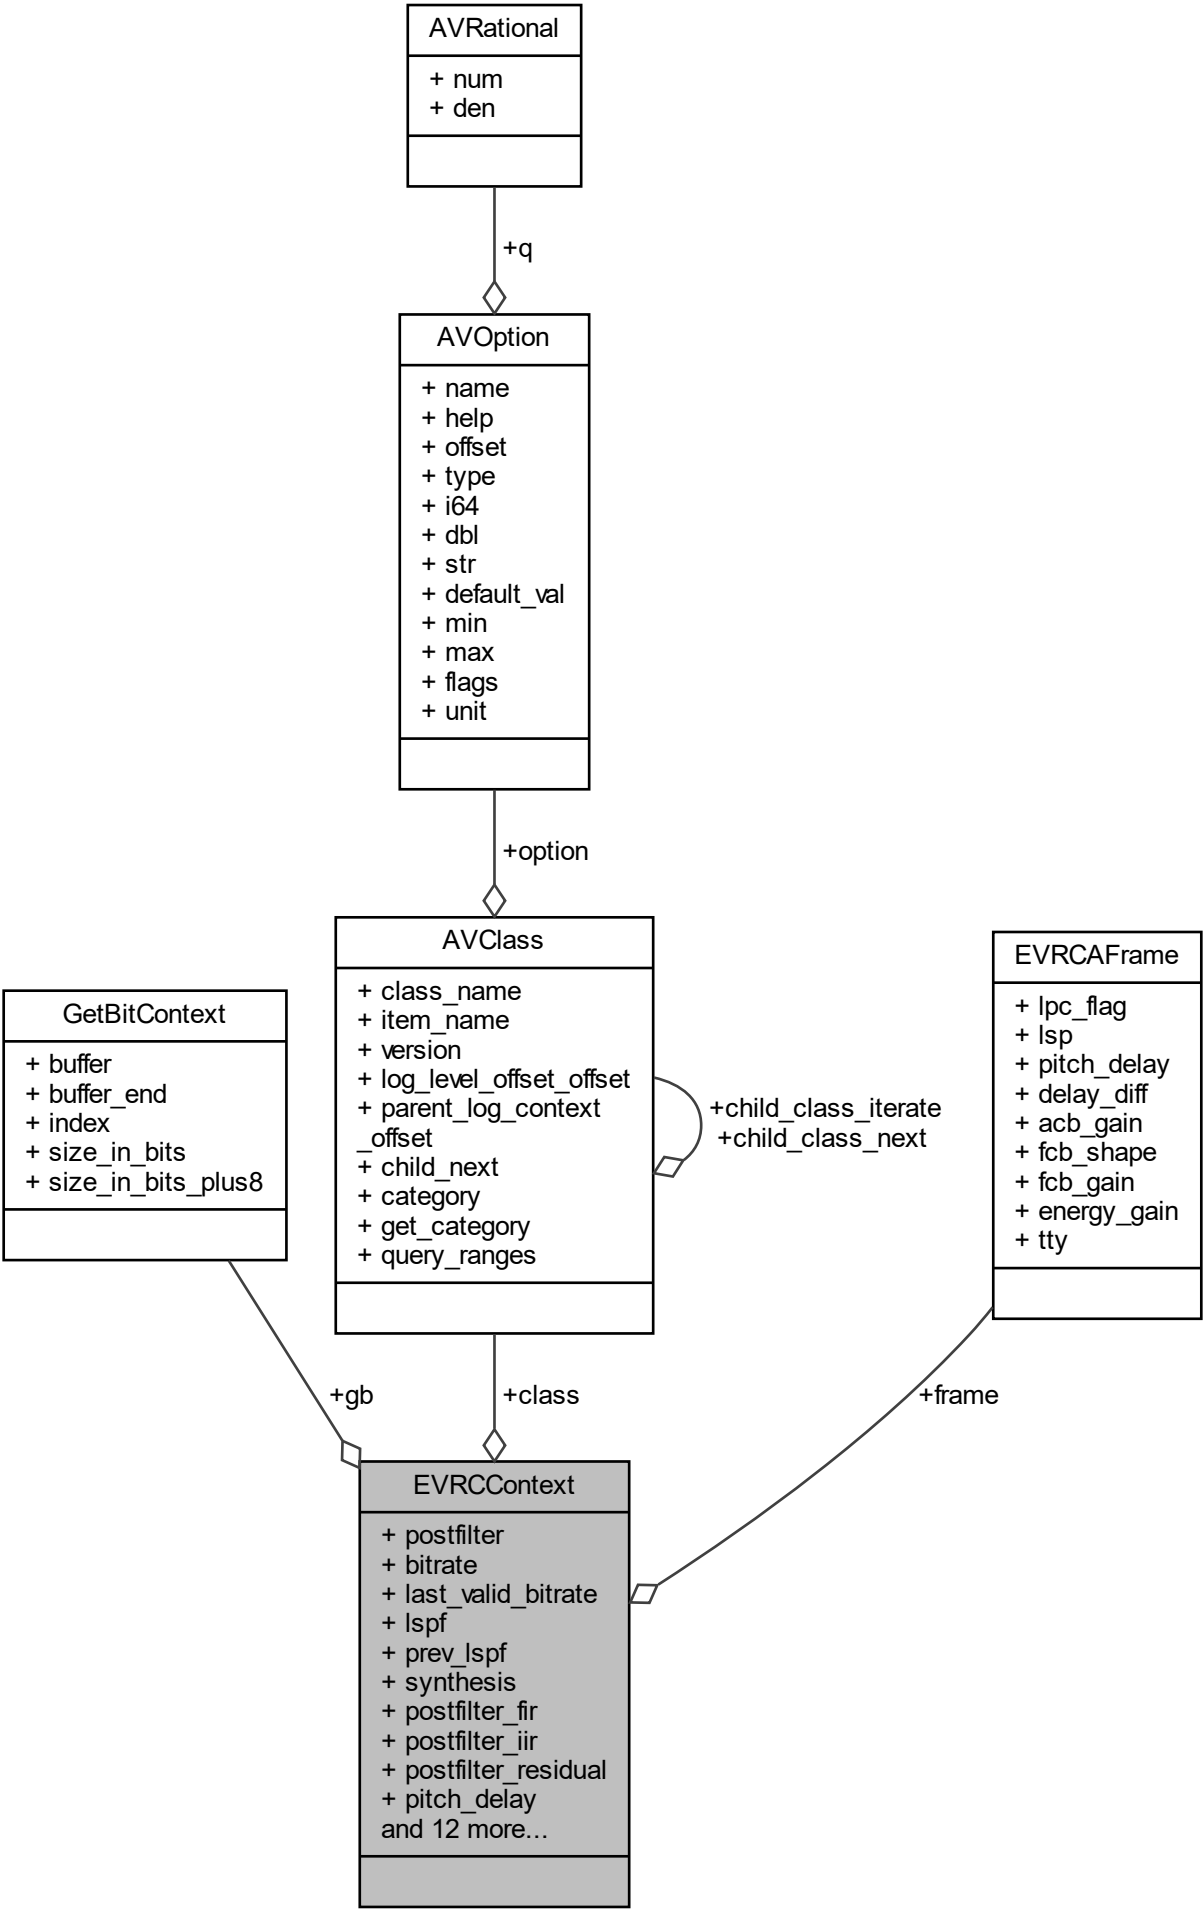 AVRational
+ num
+ den
+q
AVOption
+ name
+ help
+ offset
+ type
+ i64
+ dbl
+ str
+ default_val
+ min
+ max
+ flags
+ unit
+option
AVClass
+ class_name
+ item_name
+ version
+ log_level_offset_offset
+ parent_log_context
_offset
+ child_next
+ category
+ get_category
+ query_ranges
+child_class_iterate
+child_class_next
GetBitContext
+ buffer
+ buffer_end
+ index
+ size_in_bits
+ size_in_bits_plus8
EVRCAFrame
+ lpc_flag
+ lsp
+ pitch_delay
+ delay_diff
+ acb_gain
+ fcb_shape
+ fcb_gain
+ energy_gain
+ tty
+gb
+class
+frame
EVRCContext
+ postfilter
+ bitrate
+ last_valid_bitrate
+ lspf
+ prev_lspf
+ synthesis
+ postfilter_fir
+ postfilter_iir
+ postfilter_residual
+ pitch_delay
and 12 more...